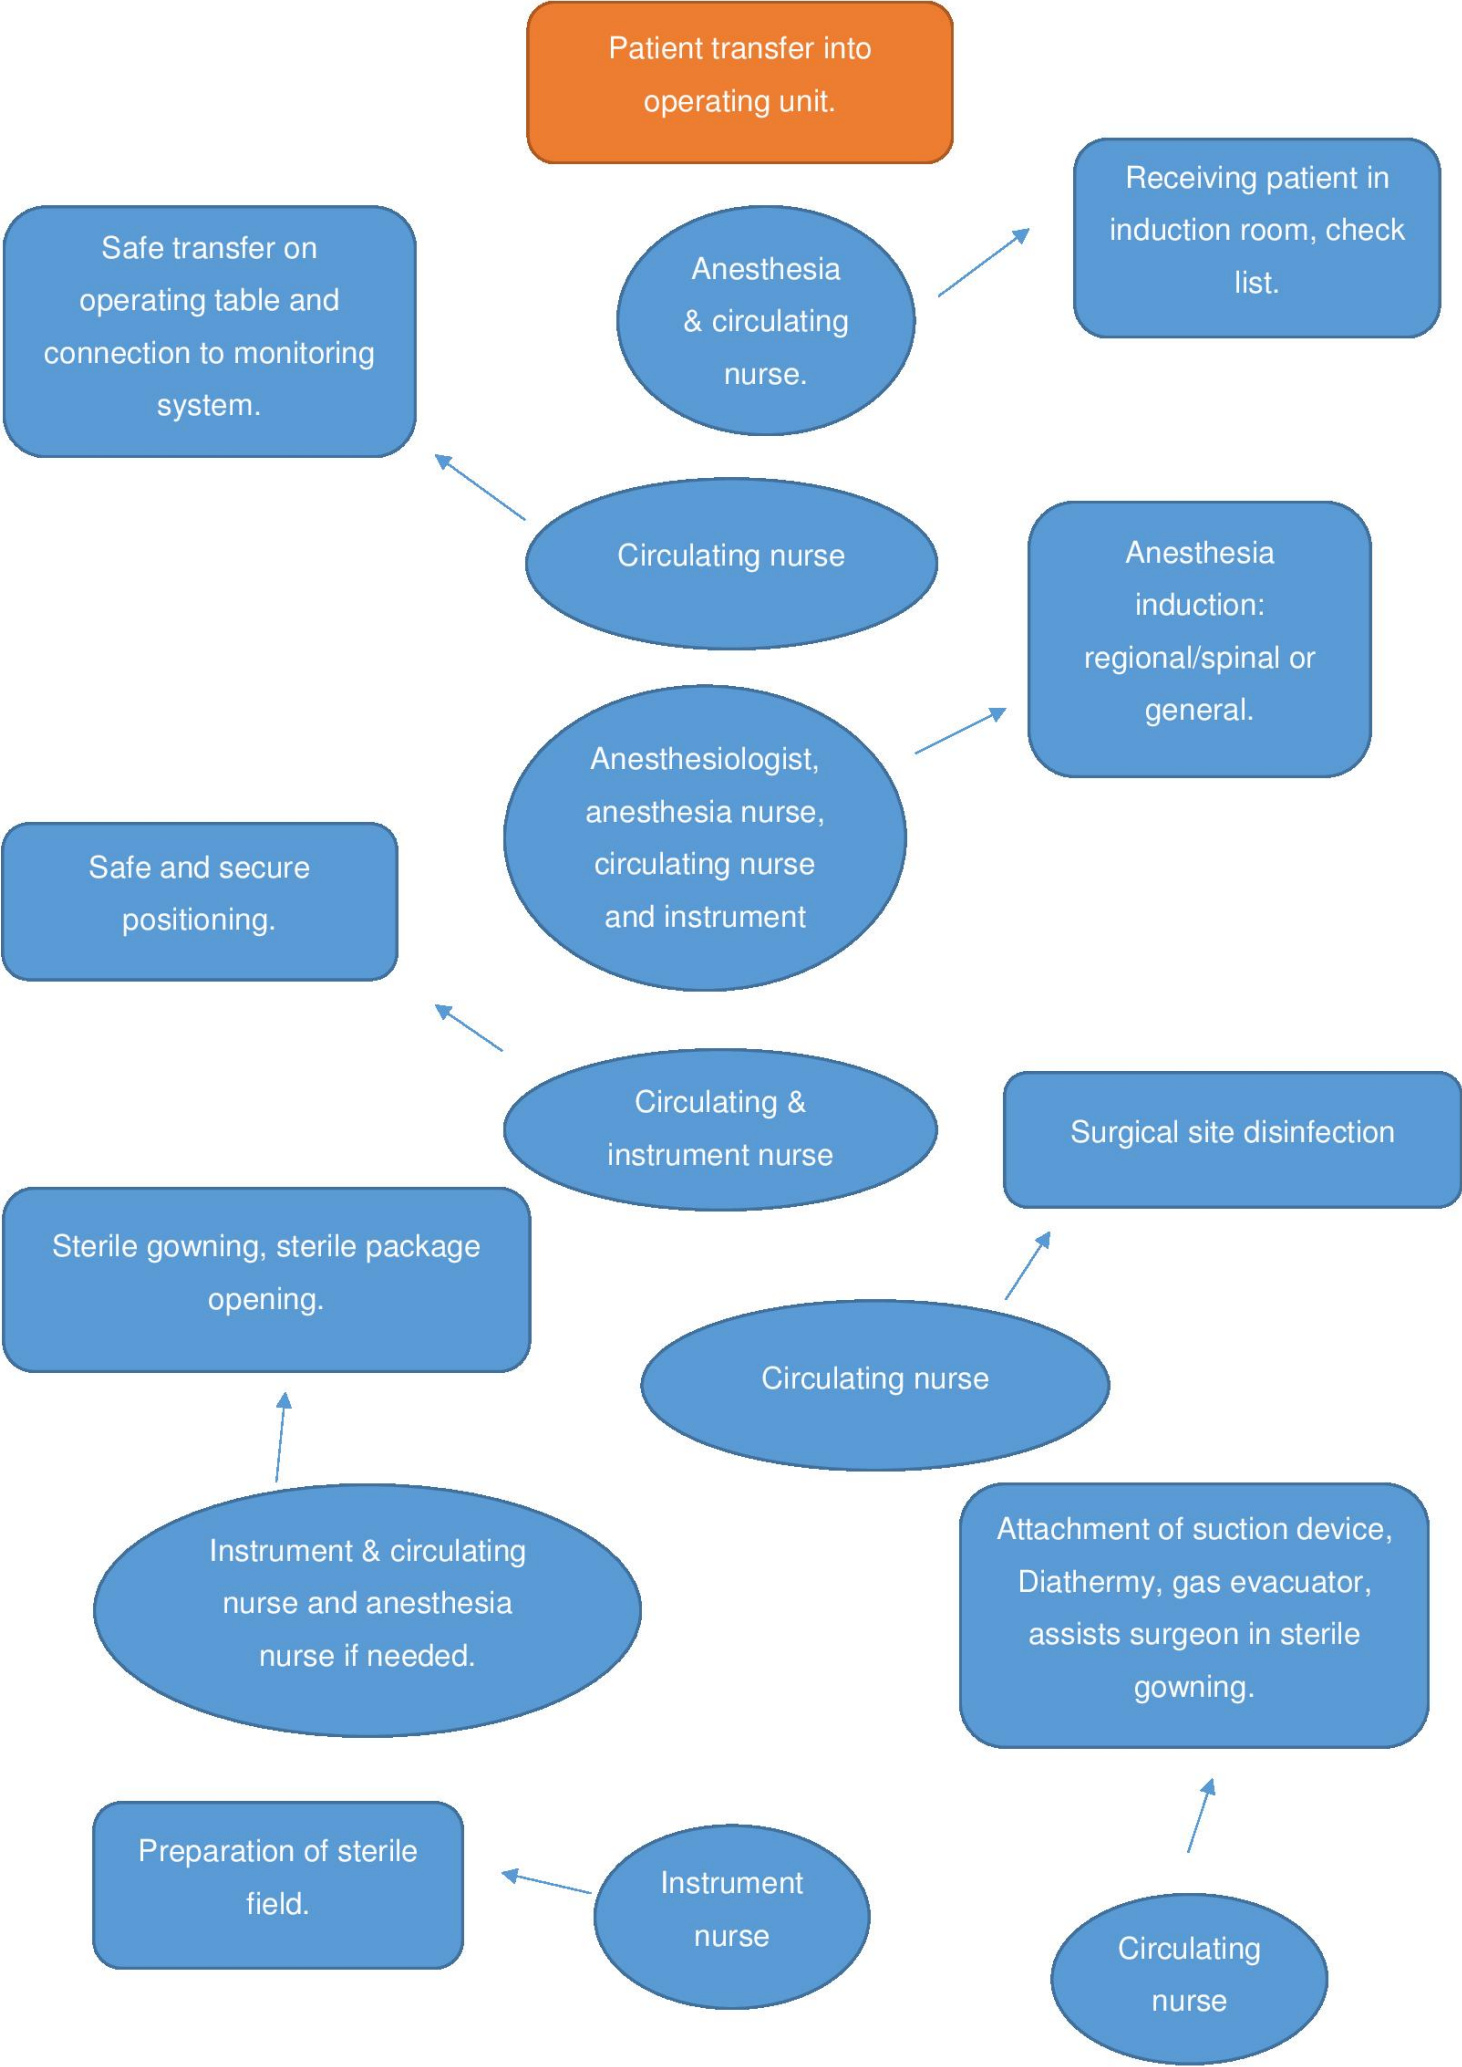 Patient transfer into
operating unit.
Receiving patient in
induction room, check
list.
Safe transfer on
operating table and
connection to monitoring
system.
Anesthesia
& circulating
nurse.
Circulating nurse
Anesthesia
induction:
regional/spinal or
general.
Anesthesiologist,
anesthesia nurse,
circulating nurse
and instrument
Safe and secure
positioning.
Circulating &
instrument nurse
Surgical site disinfection
Sterile gowning, sterile package
opening.
Circulating nurse
Instrument & circulating
nurse and anesthesia
nurse if needed.
Attachment of suction device,
Diathermy, gas evacuator,
assists surgeon in sterile
gowning.
Preparation of sterile
field.
Instrument
nurse
Circulating
nurse